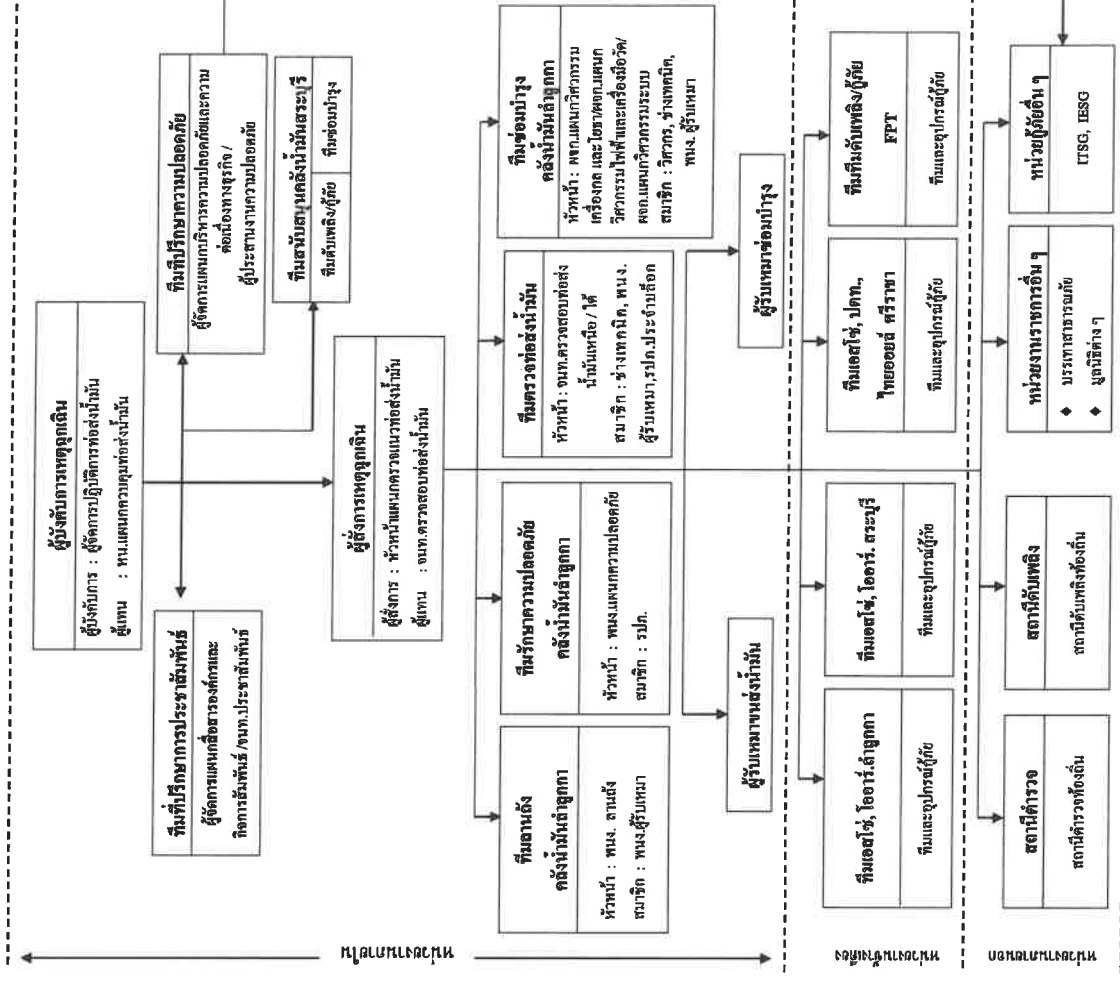 ผู้บังคับการเหตุฉุกเฉิน
ผู้บังคับการ : ผู้จัดการปฏิบัติการท่อส่งน้ำมัน
ผู้แทน : หน.แผนกควบคุมท่อส่งน้ำมัน
ทีมที่ปรึกษาการประชาสัมพันธ์
ผู้จัดการแผนกสื่อสารองค์กรและ
กิจการสัมพันธ์ /จนท.ประชาสัมพันธ์
ทีมที่ปรึกษาความปลอดภัย
ผู้จัดการแผนกบริหารความปลอดภัยและความ
ต่อเนื่องทางธุรกิจ /
ผู้ประสานงานความปลอดภัย
ทีมสนับสนุนคลังน้ำมันสระบุรี
ทีมดับเพลิง/กู้ภัย
ทีมซ่อมบำรุง
ผู้สั่งการเหตุฉุกเฉิน
ผู้สั่งการ : หัวหน้าแผนกตรวจแนวท่อส่งน้ำมัน
ผู้แทน : จนท.ตรวจสอบท่อส่งน้ำมัน
ทีมลานถัง
คลังน้ำมันลำลูกกา
หัวหน้า : พนง. ลานถัง
สมาชิก : พนง.ผู้รับเหมา
ทีมรักษาความปลอดภัย
คลังน้ำมันลำลูกกา
หัวหน้า : พนง.แผนกความปลอดภัย
สมาชิก : รปภ.
ทีมตรวจท่อส่งน้ำมัน
หัวหน้า : จนท.ตรวจสอบท่อส่ง
น้ำมันเหนือ / ใต้
สมาชิก : ช่างเทคนิค, พนง.
ผู้รับเหมา,รปภ.ประจำบล็อก
ทีมซ่อมบำรุง
คลังน้ำมันลำลูกกา
หัวหน้า : ผจก.แผนกวิศวกรรม
เครื่องกล และโยธา/ผจก.แผนก
วิศวกรรมไฟฟ้าและเครื่องมือวัด/
ผจก.แผนกวิศวกรรมระบบ
สมาชิก : วิศวกร, ช่างเทคนิค,
พนง. ผู้รับเหมา
ผู้รับเหมาขนส่งน้ำมัน
ผู้รับเหมาซ่อมบำรุง
หน่วยงานภายใน
ทีมเอสโซ่, โออาร์.ลำลูกกา
ทีมและอุปกรณ์กู้ภัย
ทีมเอสโซ่, โออาร์. สระบุรี
ทีมและอุปกรณ์กู้ภัย
ทีมเอสโซ่, ปตท.,
ไทยออยล์ ศรีราชา
ทีมและอุปกรณ์กู้ภัย
ทีมทีมดับเพลิง/กู้ภัย
FPT
ทีมและอุปกรณ์กู้ภัย
หน่วยงานข้างเคียง
สถานีตำรวจ
สถานีตำรวจท้องถิ่น
สถานีดับเพลิง
สถานีดับเพลิงท้องถิ่น
หน่วยงานราชการอื่น ๆ
◆ บรรเทาสาธารณภัย
◆ มูลนิธิต่าง ๆ
หน่วยกู้ภัยอื่น ๆ
ITSG, IESG
หน่วยงานภายนอก